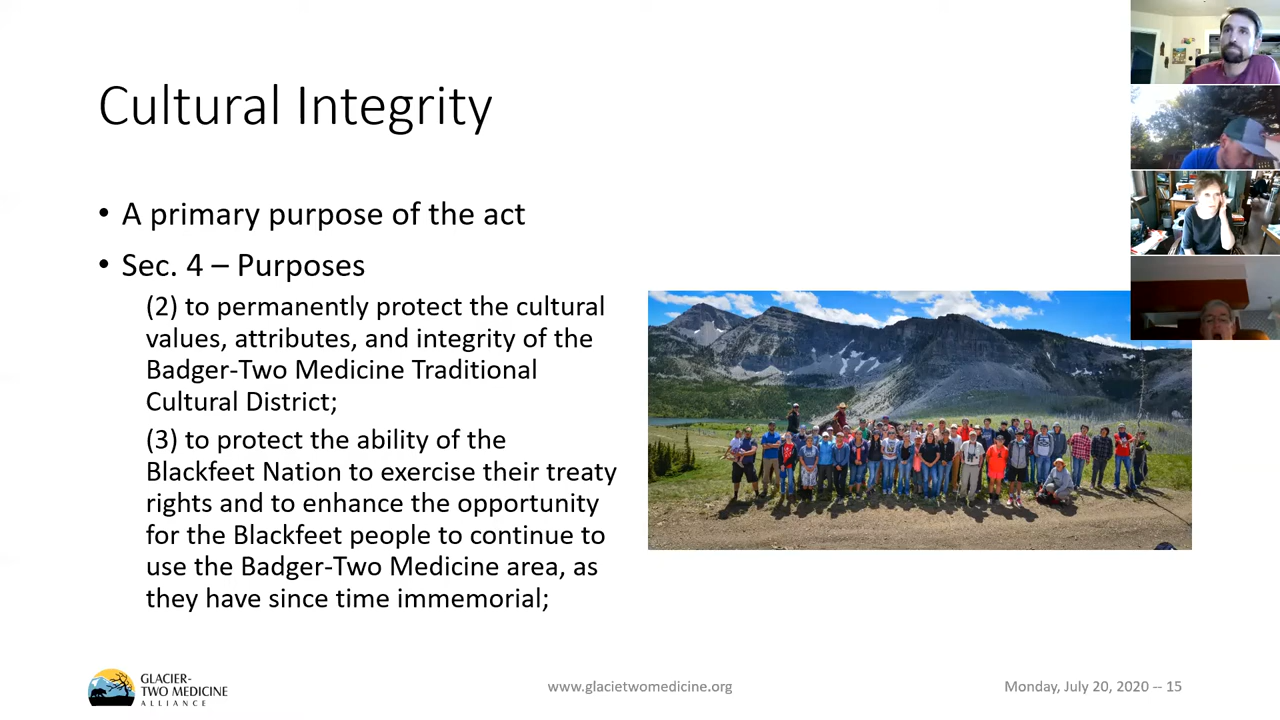 Cultural Integrity
• A primary purpose of the act
• Sec. 4 – Purposes
(2) to permanently protect the cultural
values, attributes, and integrity of the
Badger-Two Medicine Traditional
Cultural District;
(3) to protect the ability of the
Blackfeet Nation to exercise their treaty
rights and to enhance the opportunity
for the Blackfeet people to continue to
use the Badger-Two Medicine area, as
they have since time immemorial;
GLACIER-
TWO MEDICINE
ALLIANCE
www.glacietwomedicine.org
Monday, July 20, 2020 -- 15